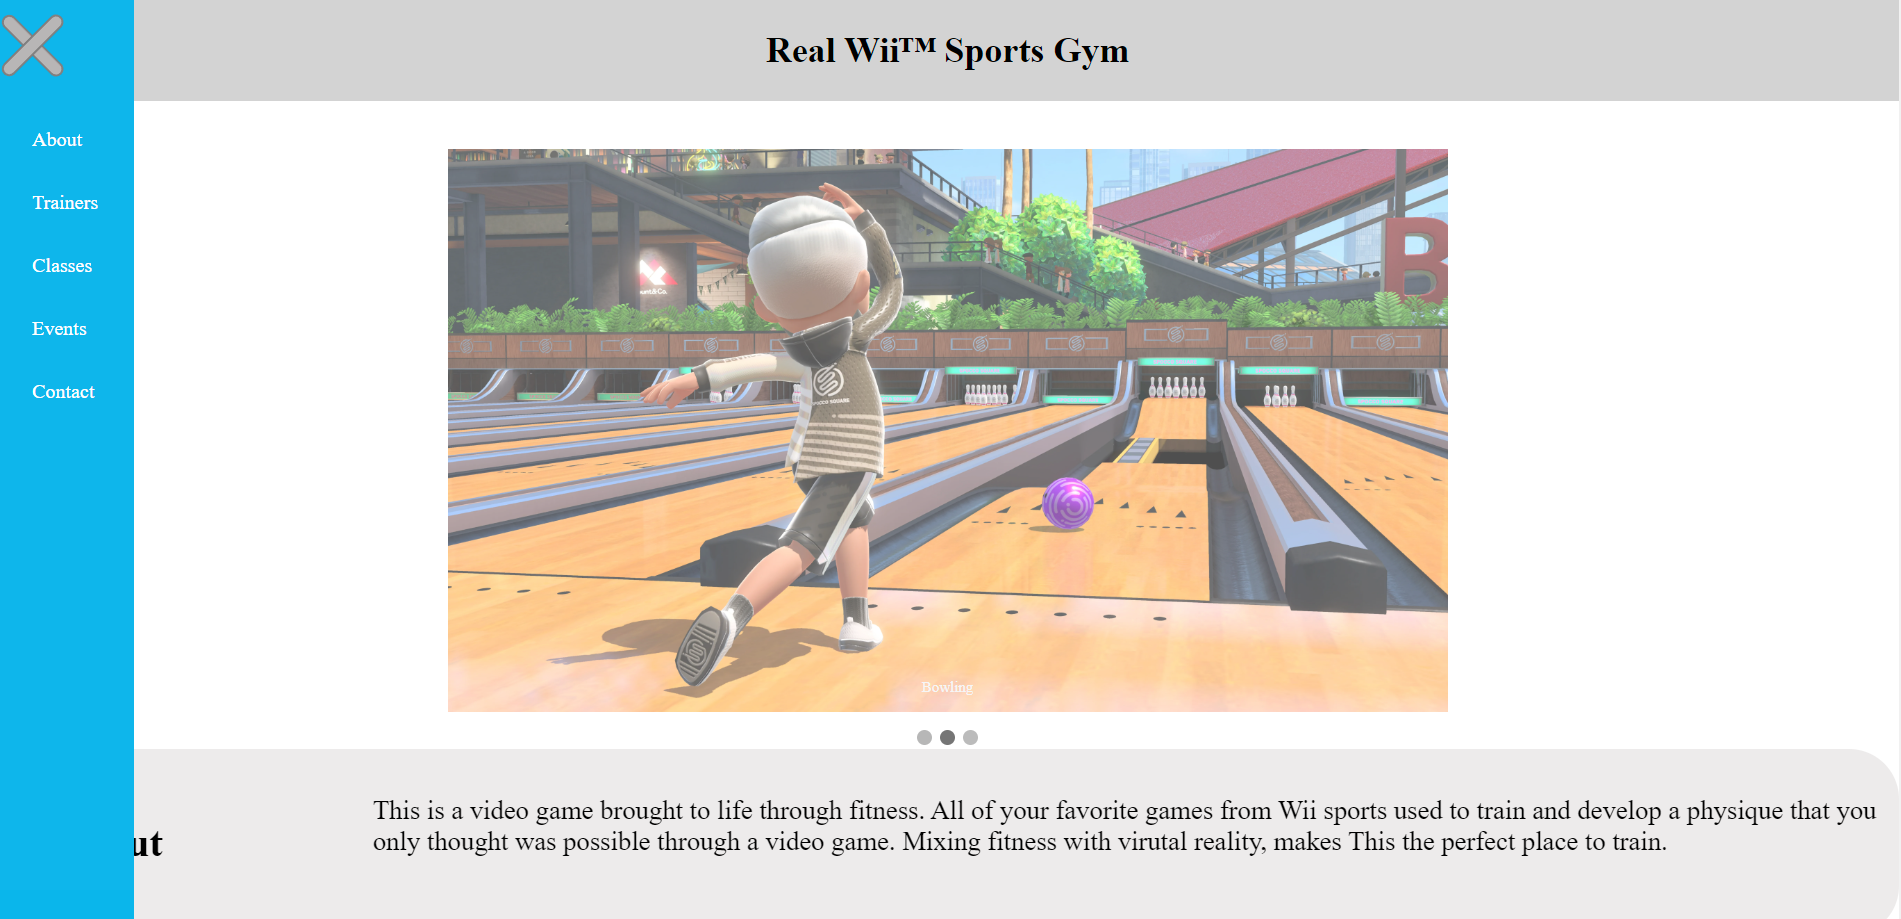 Real Wii™ Sports Gym
About
Trainers
Classes
Events
Contact
B
Bowling
ut
This is a video game brought to life through fitness. All of your favorite games from Wii sports used to train and develop a physique that you
only thought was possible through a video game. Mixing fitness with virutal reality, makes This the perfect place to train.